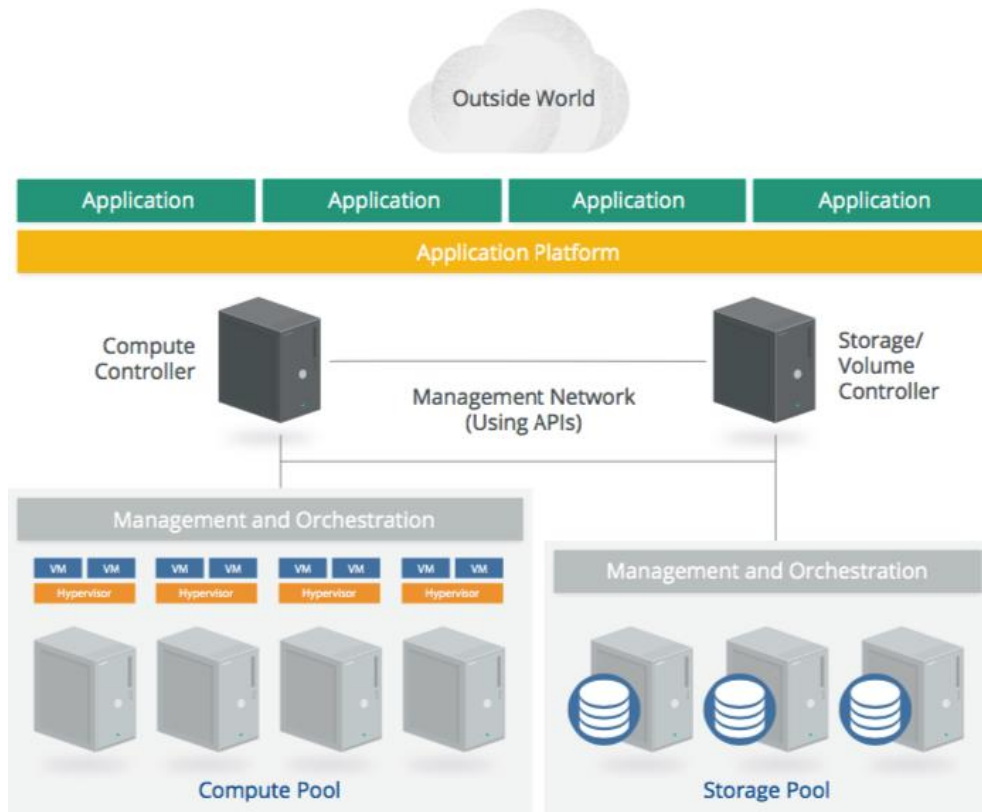 Outside World
Application
Application
Application
Application
Application Platform
Compute
Controller
Storage/
Volume
Controller
Management Network
(Using APIs)
Management and Orchestration
VM VM VM VM VM VM VM VM
Hypervisor Hypervisor Hypervisor Hypervisor
Compute Pool
Management and Orchestration
Storage Pool